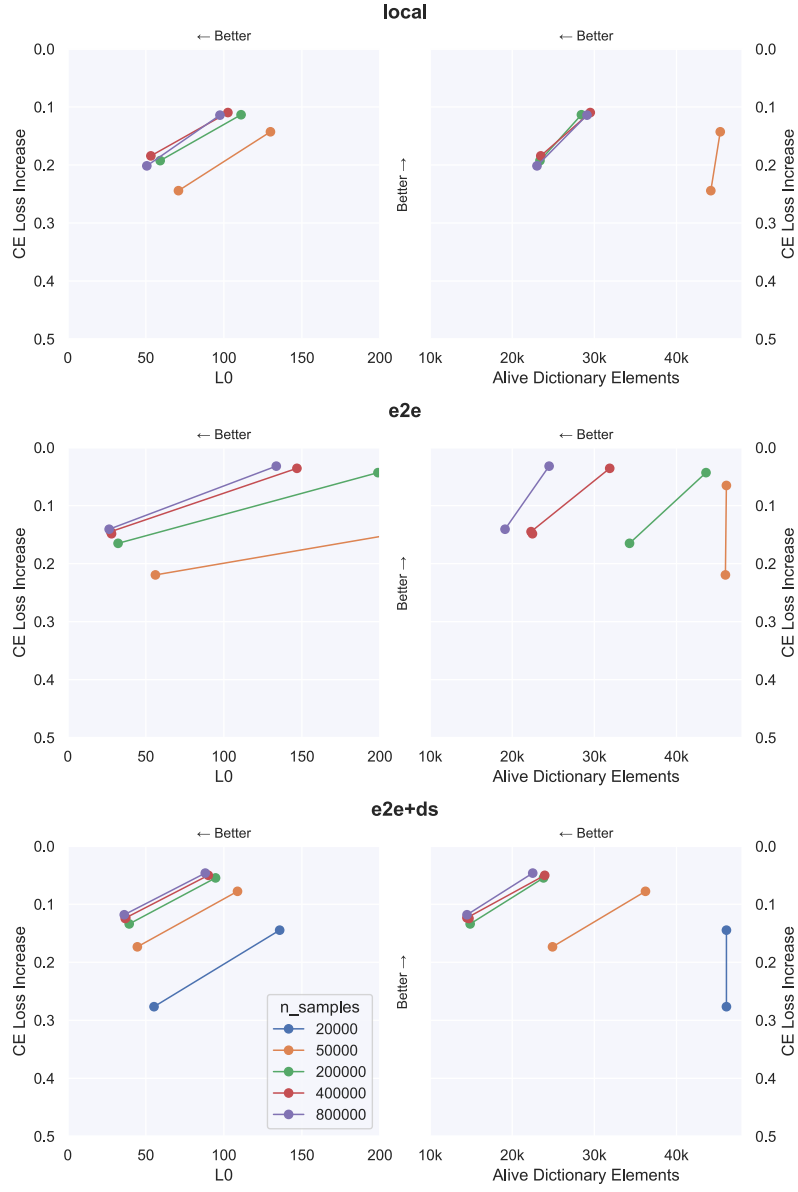 local
← Better
← Better
0.0
0.1
0.2
0.3
0.4
0.5
CE Loss Increase
0
50
100
150
200
L0
Better →
0.0
0.1
0.2
0.3
0.4
0.5
CE Loss Increase
10k
20k
30k
40k
Alive Dictionary Elements
e2e
← Better
← Better
0.0
0.1
0.2
0.3
0.4
0.5
CE Loss Increase
0
50
100
150
200
L0
Better →
0.0
0.1
0.2
0.3
0.4
0.5
CE Loss Increase
10k
20k
30k
40k
Alive Dictionary Elements
e2e+ds
← Better
← Better
0.0
0.1
0.2
0.3
0.4
0.5
CE Loss Increase
n_samples
20000
50000
200000
400000
800000
0
50
100
150
200
L0
Better →
0.0
0.1
0.2
0.3
0.4
0.5
CE Loss Increase
10k
20k
30k
40k
Alive Dictionary Elements